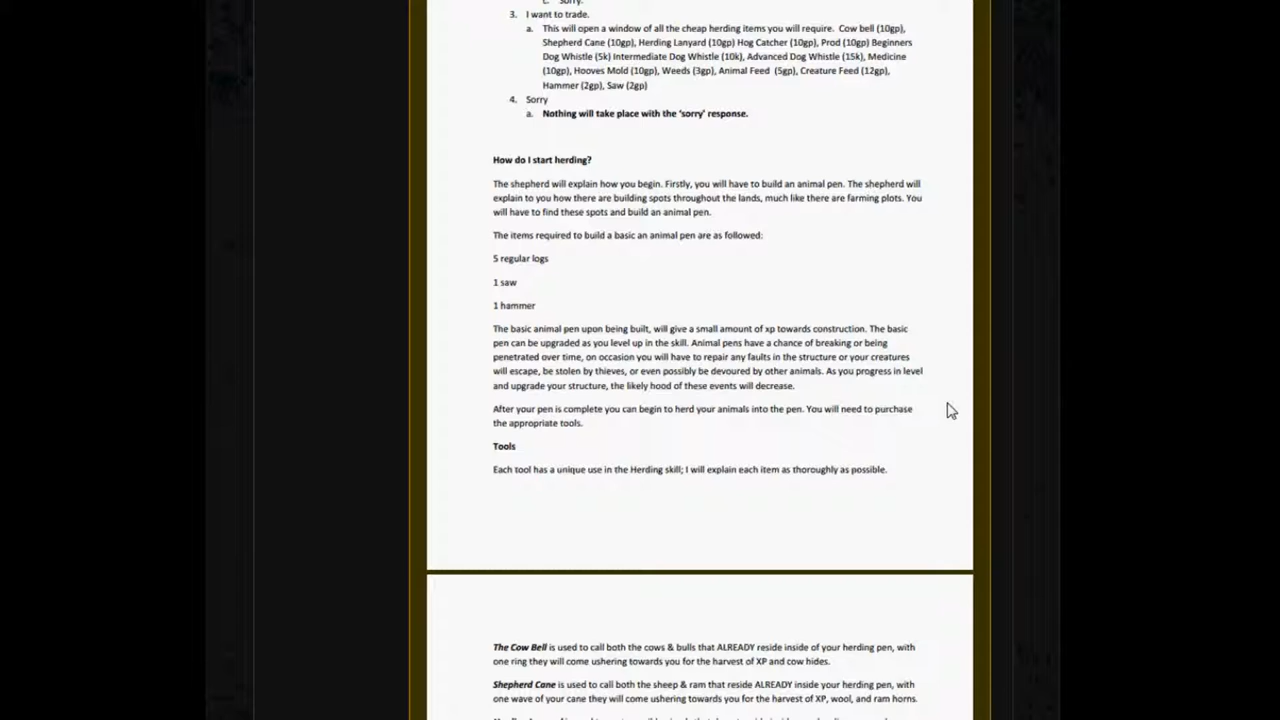 3. I want to trade.
a. This will open a window of all the cheap herding items you will require. Cow bell (10gp),
Shepherd Cane (10gp), Herding Lanyard (10gp) Hog Catcher (10gp), Prod (10gp) Beginners
Dog Whistle (5k) Intermediate Dog Whistle (10k), Advanced Dog Whistle (15k), Medicine
(10gp), Hooves Mold (10gp), Weeds (3gp), Animal Feed (5gp), Creature Feed (12gp),
Hammer (2gp), Saw (2gp)
4. Sorry
a. Nothing will take place with the 'sorry' response.
How do I start herding?
The shepherd will explain how you begin. Firstly, you will have to build an animal pen. The shepherd will
explain to you how there are building spots throughout the lands, much like there are farming plots. You
will have to find these spots and build an animal pen.
The items required to build a basic an animal pen are as followed:
5 regular logs
1 saw
1 hammer
The basic animal pen upon being built, will give a small amount of xp towards construction. The basic
pen can be upgraded as you level up in the skill. Animal pens have a chance of breaking or being
penetrated over time, on occasion you will have to repair any faults in the structure or your creatures
will escape, be stolen by thieves, or even possibly be devoured by other animals. As you progress in level
and upgrade your structure, the likely hood of these events will decrease.
After your pen is complete you can begin to herd your animals into the pen. You will need to purchase
the appropriate tools.
Tools
Each tool has a unique use in the Herding skill; I will explain each item as thoroughly as possible.
The Cow Bell is used to call both the cows & bulls that ALREADY reside inside of your herding pen, with
one ring they will come ushering towards you for the harvest of XP and cow hides.
Shepherd Cane is used to call both the sheep & ram that reside ALREADY inside your herding pen, with
one wave of your cane they will come ushering towards you for the harvest of XP, wool, and ram horns.